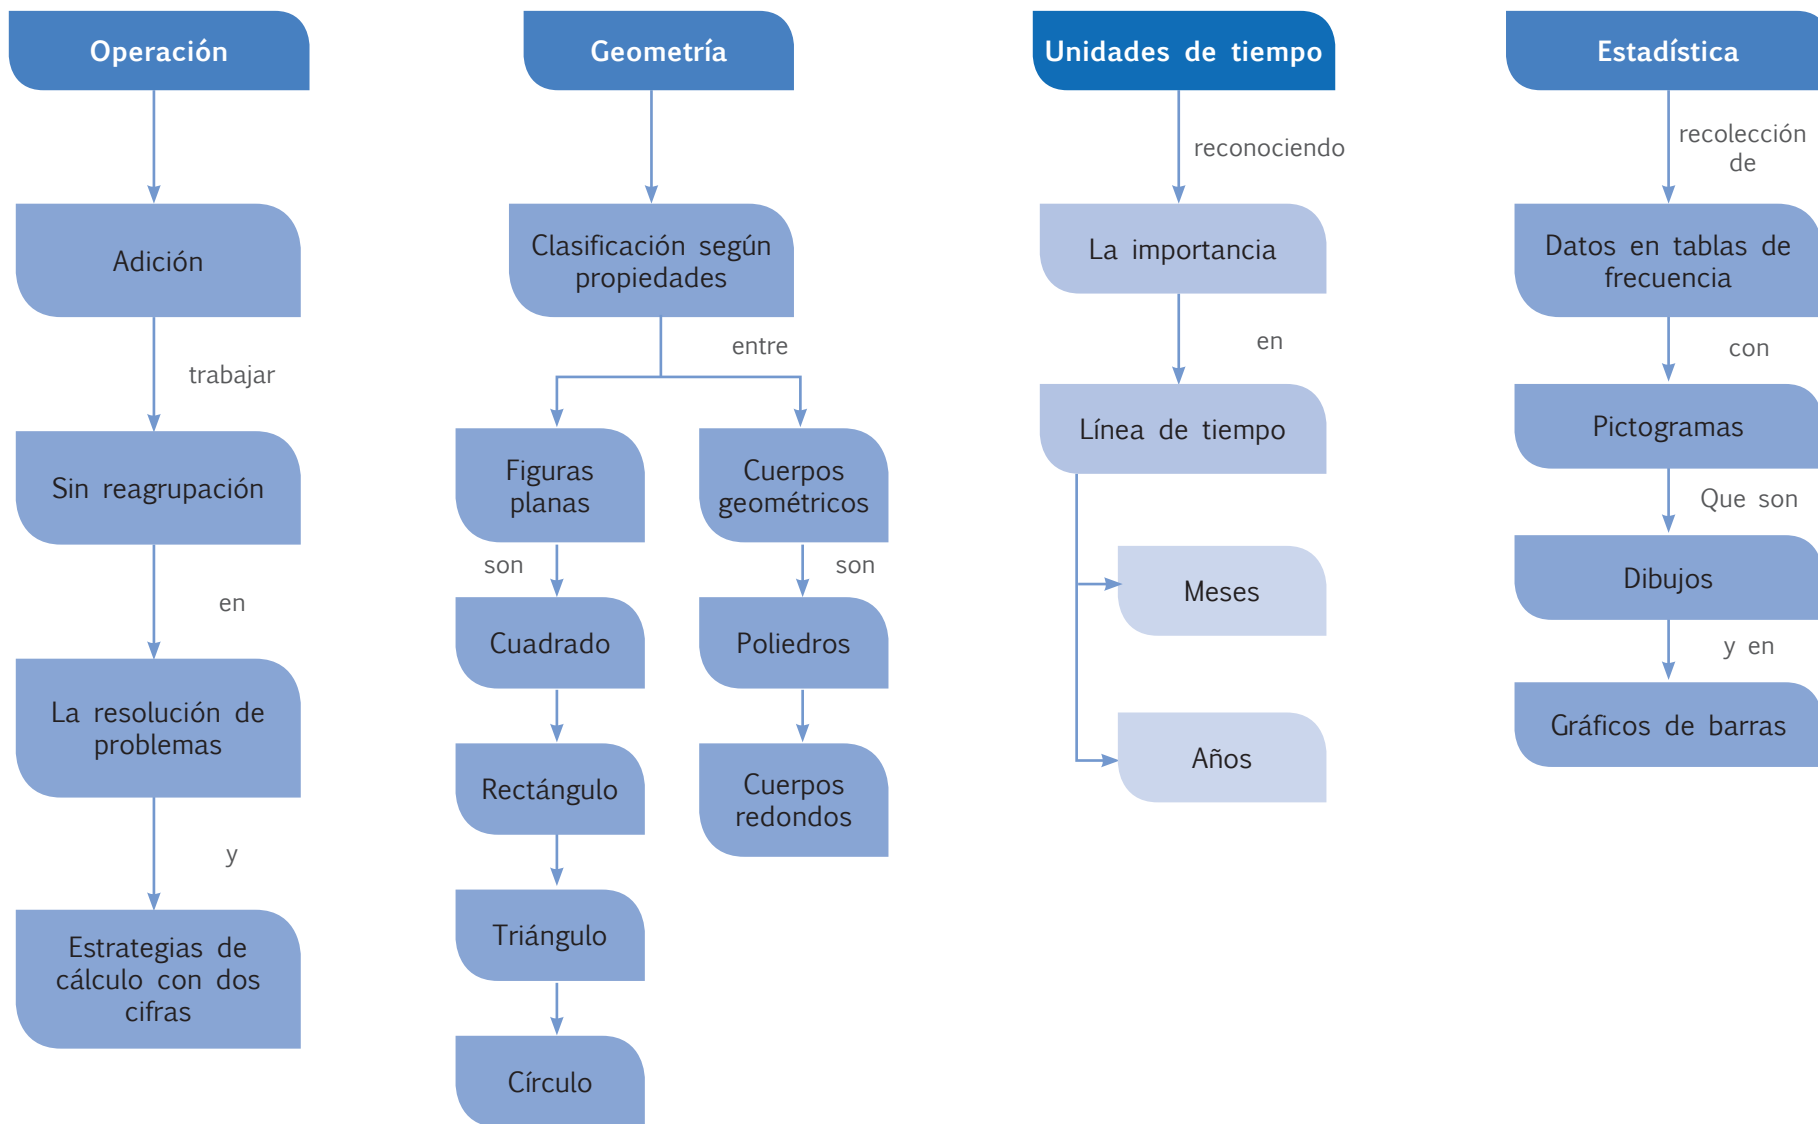 Operación
Adición
trabajar
Sin reagrupación
en
La resolución de
problemas
y
Estrategias de
cálculo con dos
cifras
Geometría
Clasificación según
propiedades
entre
Figuras
planas
son
Cuadrado
Rectángulo
Triángulo
Círculo
Cuerpos
geométricos
son
Poliedros
Cuerpos
redondos
Unidades de tiempo
reconociendo
La importancia
en
Línea de tiempo
Meses
Años
Estadística
recolección
de
Datos en tablas de
frecuencia
con
Pictogramas
Que son
Dibujos
y en
Gráficos de barras